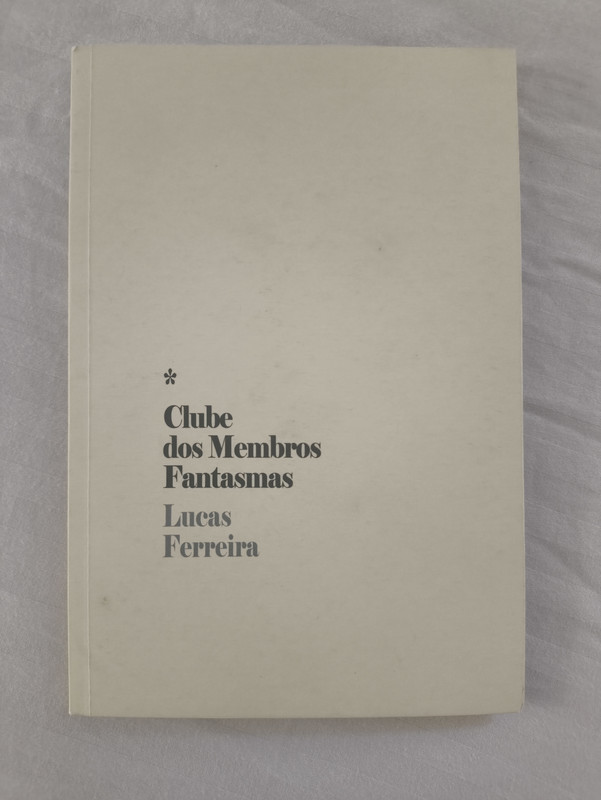 *
Clube
dos Membros
Fantasmas
Lucas
Ferreira